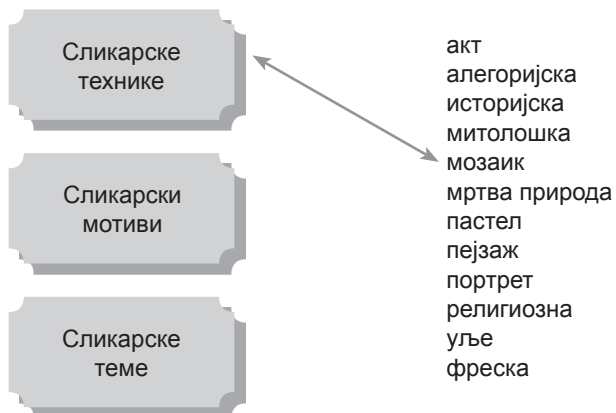 Сликарске
технике
Сликарски
мотиви
Сликарске
теме
акт
алегоријска
историјска
митолошка
мозаик
мртва природа
пастел
пејзаж
портрет
религиозна
уље
фреска